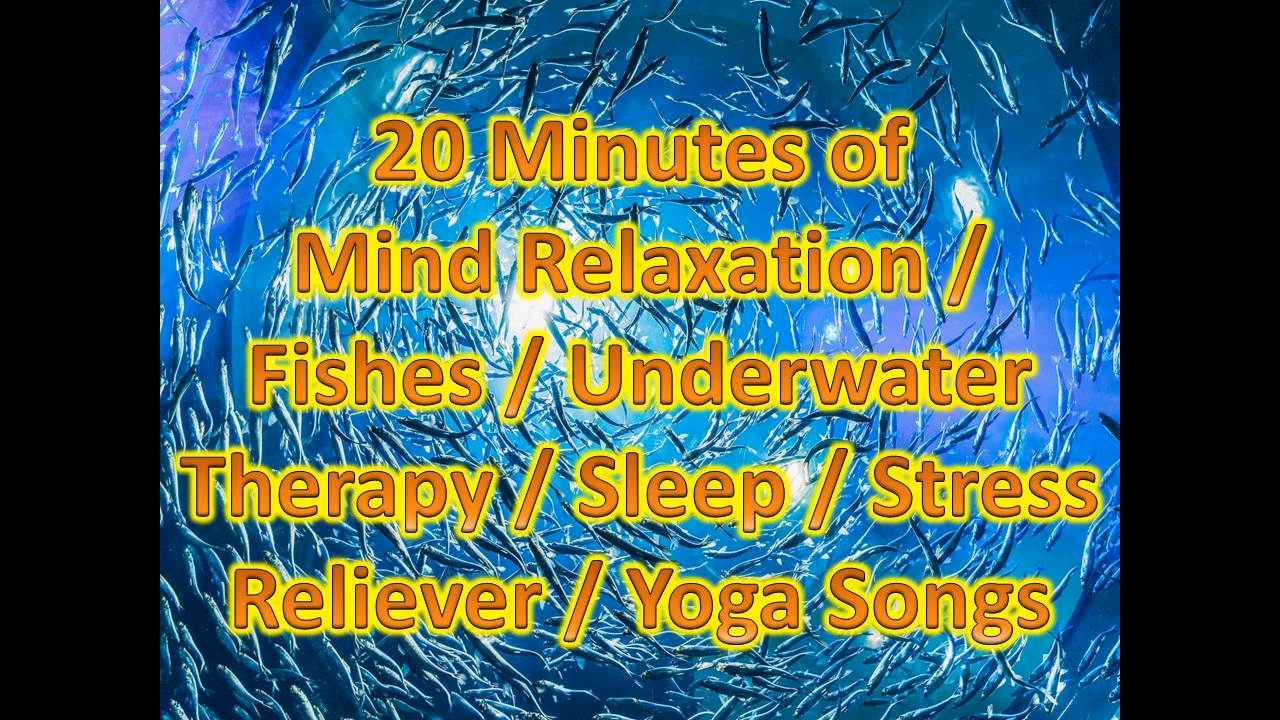 20 Minutes of
Mind Relaxation /
Fishes / Underwater
Therapy / Sleep / Stress
Reliever / Yoga Songs